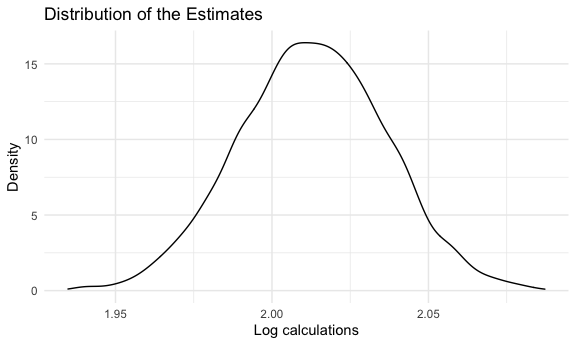 Distribution of the Estimates
15
10
5
0
Density
1.95 2.00 2.05
Log calculations